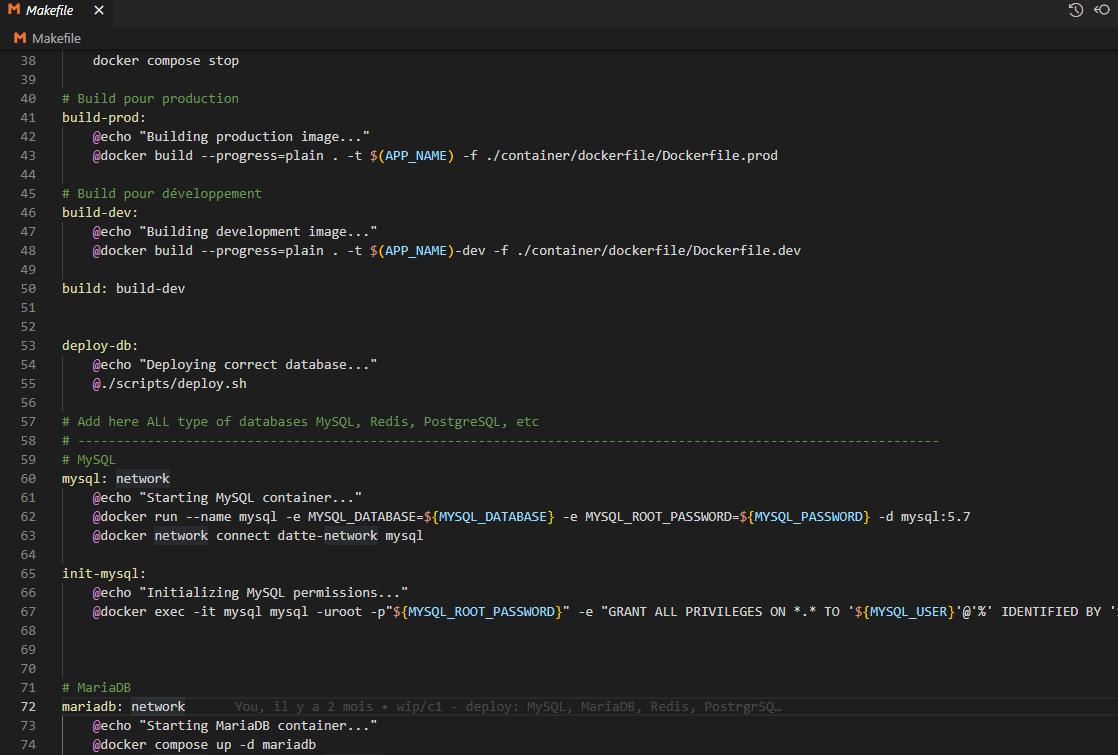 Makefile
Makefile
38 docker compose stop
39
40 # Build pour production
41 build-prod:
42 @echo "Building production image..."
43 @docker build --progress=plain . -t $(APP_NAME) -f ./container/dockerfile/Dockerfile.prod
44
45 # Build pour développement
46 build-dev:
47 @echo "Building development image..."
48 @docker build --progress=plain . -t $(APP_NAME)-dev -f ./container/dockerfile/Dockerfile.dev
49
50 build: build-dev
51
52
53 deploy-db:
54 @echo "Deploying correct database..."
55 @./scripts/deploy.sh
56
57 # Add here ALL type of databases MySQL, Redis, PostgreSQL, etc
58 # ----------------------------------------------------------------------------------------------------------------
59 # MySQL
60 mysql: network
61 @echo "Starting MySQL container..."
62 @docker run --name mysql -e MYSQL_DATABASE=${MYSQL_DATABASE} -e MYSQL_ROOT_PASSWORD=${MYSQL_PASSWORD} -d mysql:5.7
63 @docker network connect datte-network mysql
64
65 init-mysql:
66 @echo "Initializing MySQL permissions..."
67 @docker exec -it mysql mysql -uroot -p"${MYSQL_ROOT_PASSWORD}" -e "GRANT ALL PRIVILEGES ON *.* TO '${MYSQL_USER}'@'%' IDENTIFIED BY '
68
69
70
71 # MariaDB
72 mariadb: network You, il y a 2 mois • wip/c1 - deploy: MySQL, MariaDB, Redis, PostrgrSQ…
73 @echo "Starting MariaDB container..."
74 @docker compose up -d mariadb